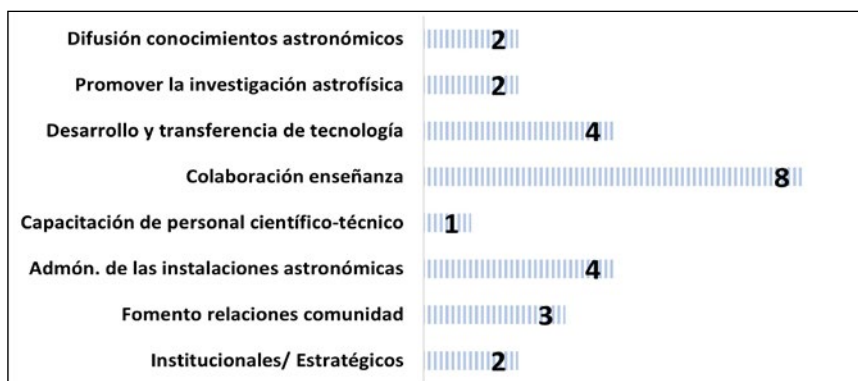 Difusión conocimientos astronómicos 2
Promover la investigación astrofísica 2
Desarrollo y transferencia de tecnología 4
Colaboración enseñanza 8
Capacitación de personal científico-técnico 1
Admón. de las instalaciones astronómicas 4
Fomento relaciones comunidad 3
Institucionales/ Estratégicos 2